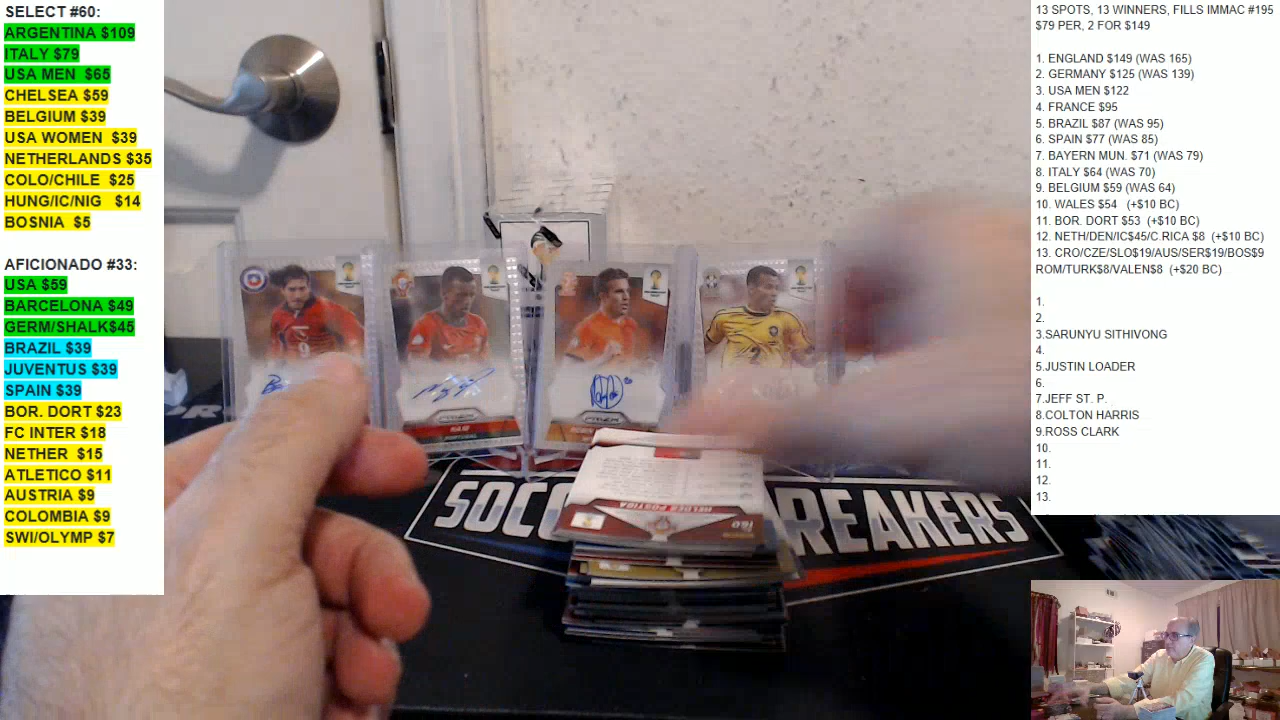 SELECT #60:
ARGENTINA $109
ITALY $79
USA MEN $65
CHELSEA $59
BELGIUM $39
USA WOMEN $39
NETHERLANDS $35
COLO/CHILE $25
HUNG/IC/NIG $14
BOSNIA $5
AFICIONADO #33:
USA $59
BARCELONA $49
GERM/SHALK$45
BRAZIL $39
JUVENTUS $39
SPAIN $39
BOR. DORT $23
FC INTER $18
NETHER $15
ATLETICO $11
AUSTRIA $9
COLOMBIA $9
SWI/OLYMP $7
13 SPOTS, 13 WINNERS, FILLS IMMAC #195
$79 PER, 2 FOR $149
1. ENGLAND $149 (WAS 165)
2. GERMANY $125 (WAS 139)
3. USA MEN $122
4. FRANCE $95
5. BRAZIL $87 (WAS 95)
6. SPAIN $77 (WAS 85)
7. BAYERN MUN. $71 (WAS 79)
8. ITALY $64 (WAS 70)
9. BELGIUM $59 (WAS 64)
10. WALES $54 (+$10 BC)
11. BOR. DORT $53 (+$10 BC)
12. NETH/DEN/IC$45/C.RICA $8 (+$10 BC)
13. CRO/CZE/SLO$19/AUS/SER$19/BOS$9
ROM/TURK$8/VALEN$8 (+$20 BC)
1.
2.
3.SARUNYU SITHIVONG
4.
5.JUSTIN LOADER
6.
7.JEFF ST. P.
8.COLTON HARRIS
9.ROSS CLARK
10.
11.
12.
13.
PRIZM
NANI
PORTUGAL
SOCC
REAKERS
HELDER POSTIGA
160